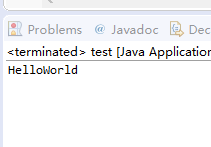 Problems @ Javadoc Dec
<terminated> test [Java Application
HelloWorld